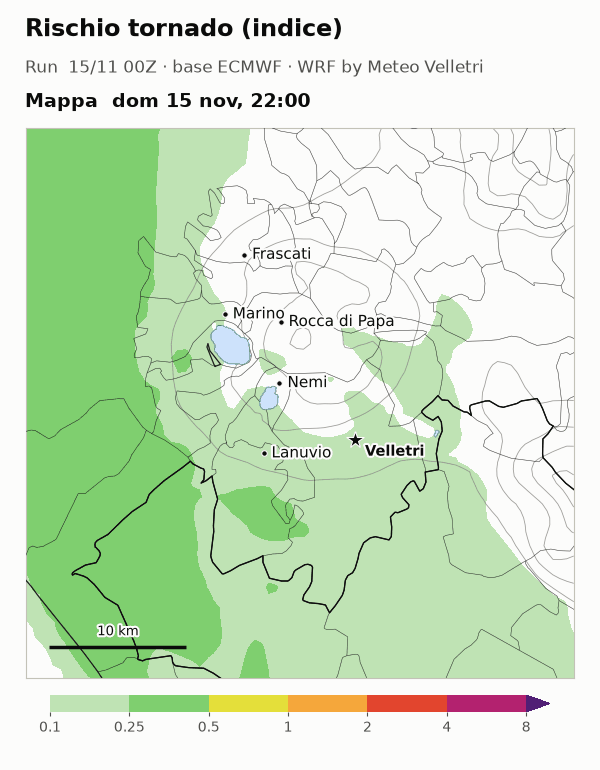 Rischio tornado (indice)
Run  15/11 00Z · base ECMWF · WRF by Meteo Velletri
Mappa  dom 15 nov, 22:00
Frascati
Marino
Rocca di Papa
Nemi
Velletri
Lanuvio
10 km
0.1 0.25 0.5 1 2 4 8